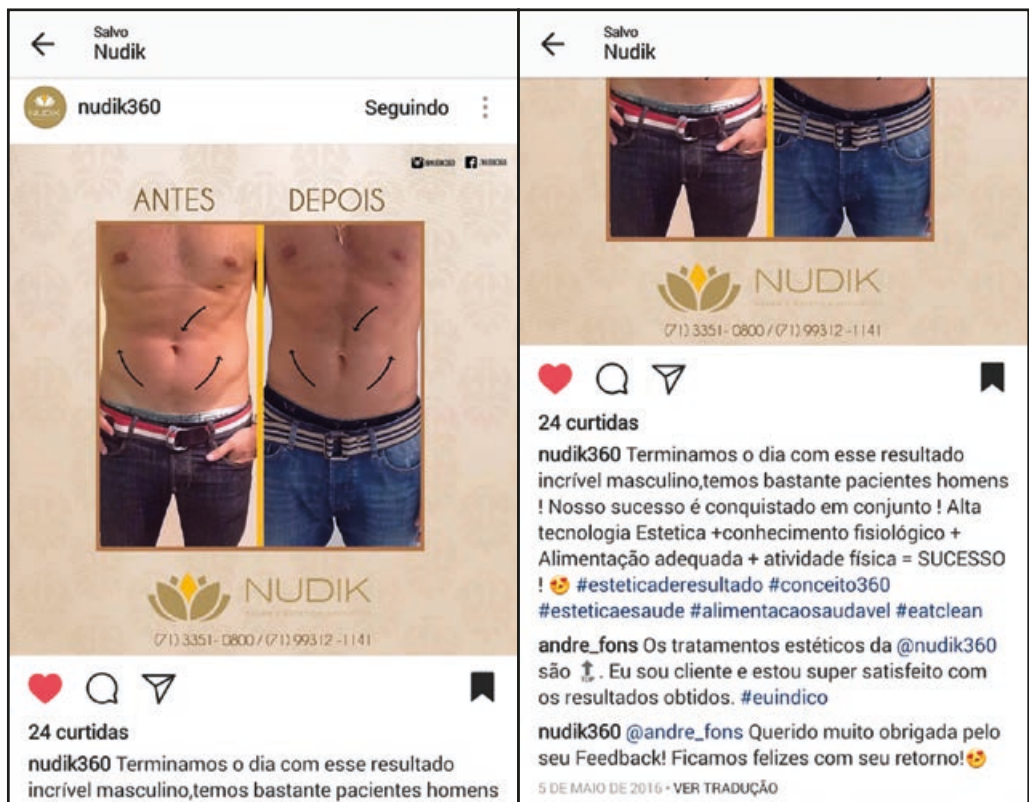 Salvo
Nudik
nudik360
Seguindo
NUDIK
ANTES DEPOIS
NUDIK
(71) 3351-0800 / (71) 99312-1141
24 curtidas
nudik360 Terminamos o dia com esse resultado
incrível masculino,temos bastante pacientes homens
Salvo
Nudik
NUDIK
(71) 3351-0800 / (71) 99312-1141
24 curtidas
nudik360 Terminamos o dia com esse resultado
incrível masculino,temos bastante pacientes homens
! Nosso sucesso é conquistado em conjunto ! Alta
tecnologia Estetica +conhecimento fisiológico +
Alimentação adequada + atividade física = SUCESSO
! 😍 #esteticaderesultado #conceito360
#esteticaesaude #alimentacaosaudavel #eatclean
andre_fons Os tratamentos estéticos da @nudik360
são 🔝. Eu sou cliente e estou super satisfeito com
os resultados obtidos. #euindico
nudik360 @andre_fons Querido muito obrigada pelo
seu Feedback! Ficamos felizes com seu retorno!😍
5 DE MAIO DE 2016 • VER TRADUÇÃO